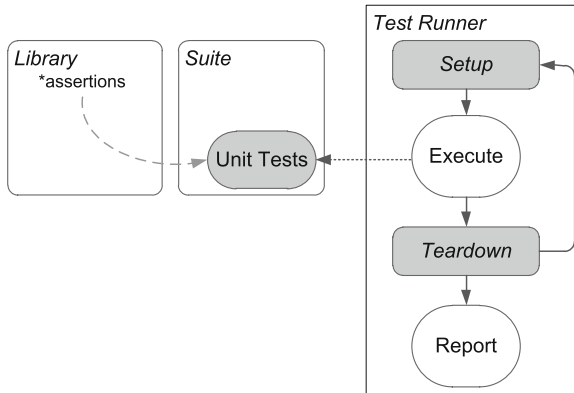 Library
*assertions
Suite
Unit Tests
Test Runner
Setup
Execute
Teardown
Report